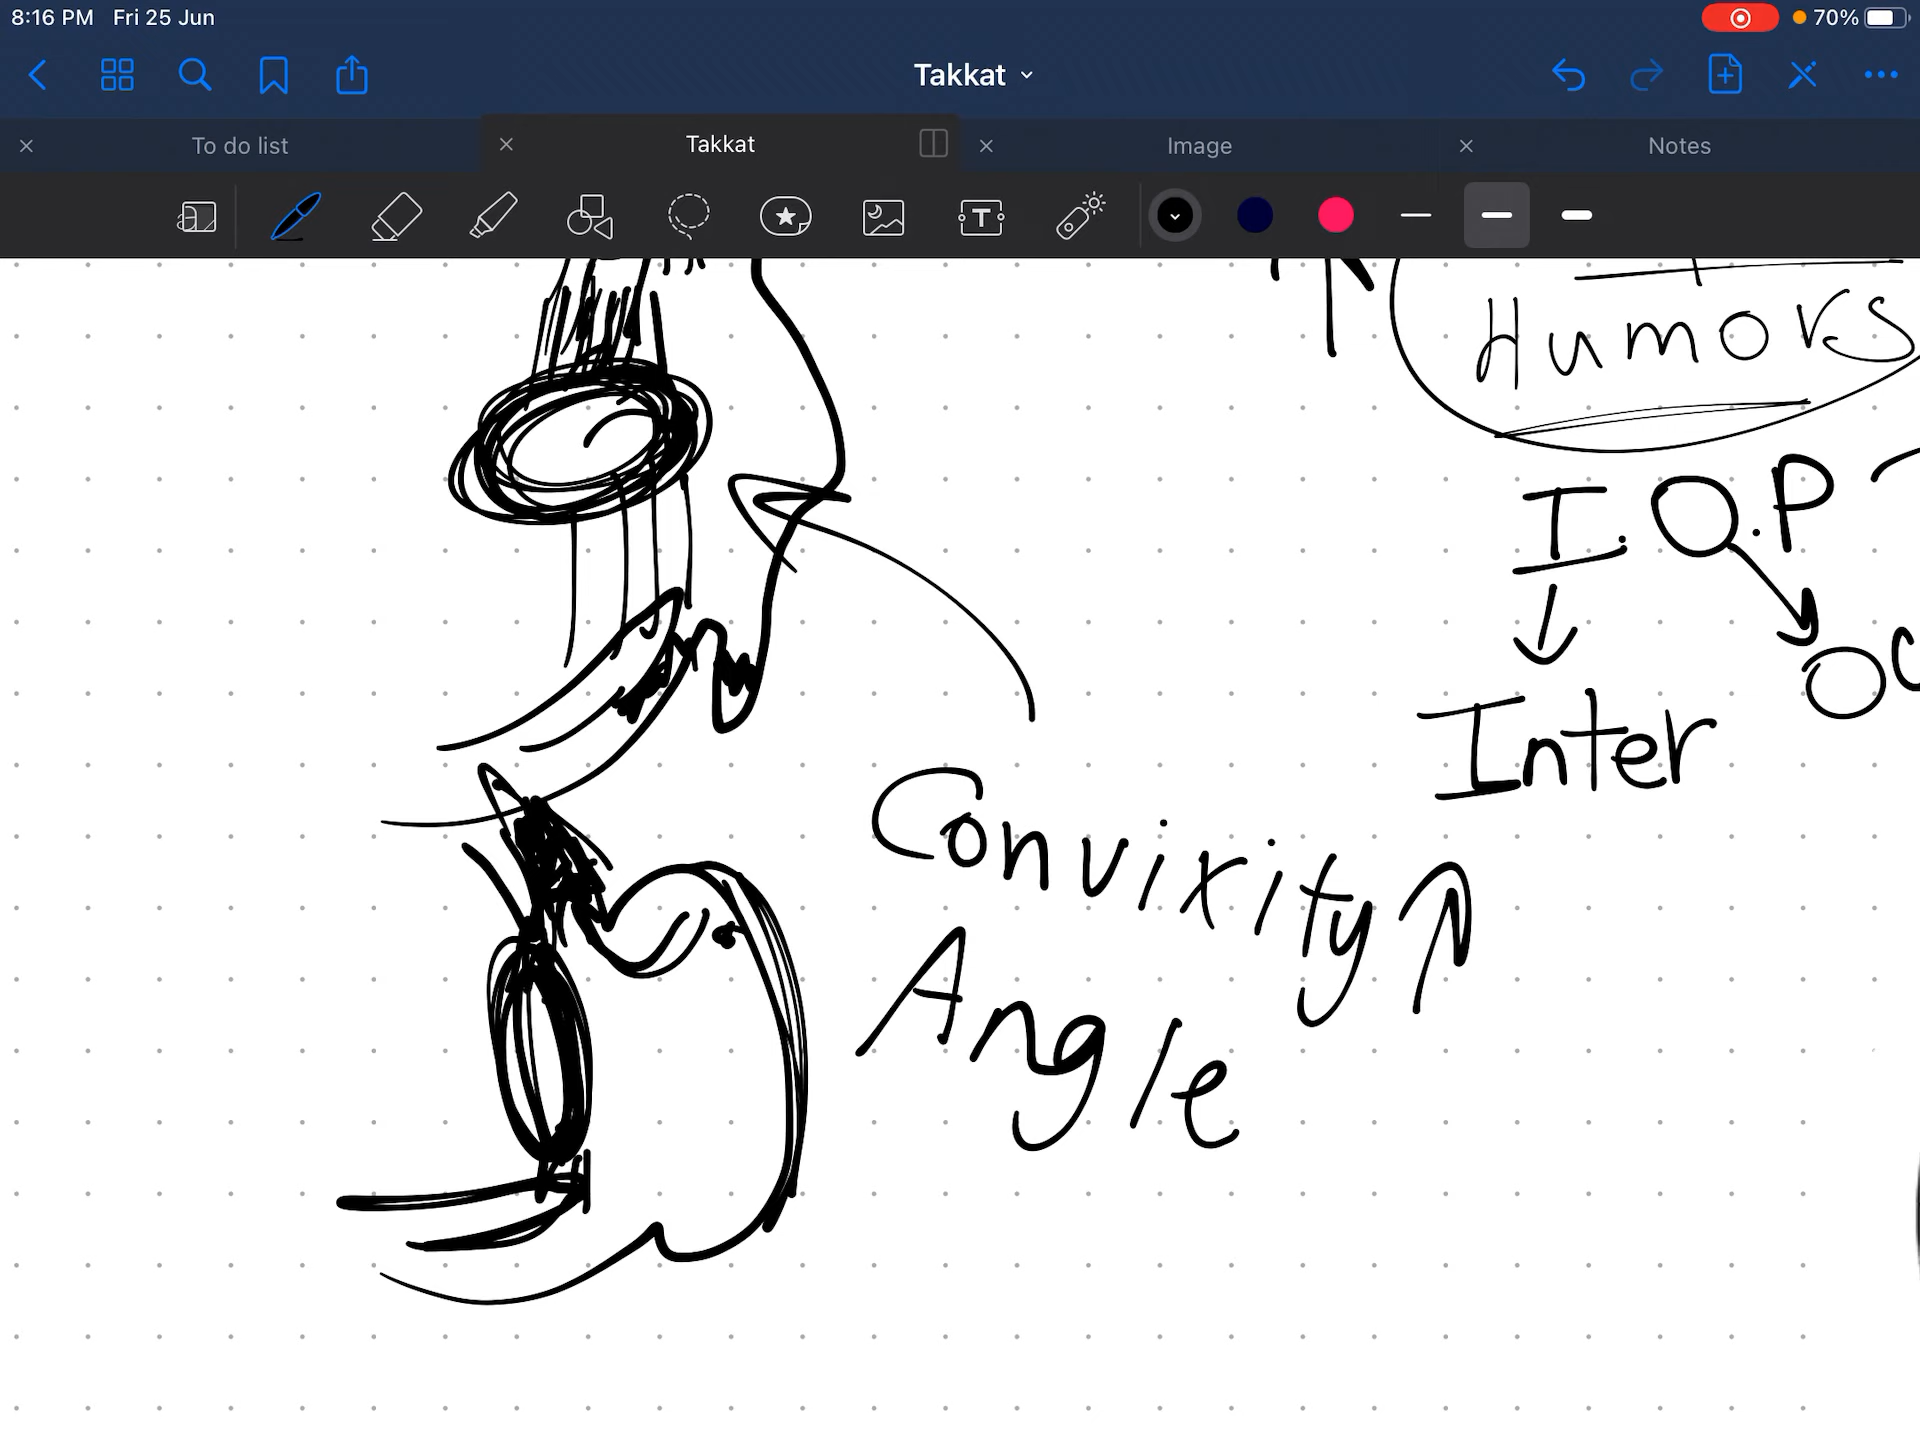 8:16 PM Fri 25 Jun 70%
Takkat
To do list Takkat Image Notes
Humors
I.O.P
Inter
Convixity
Angle